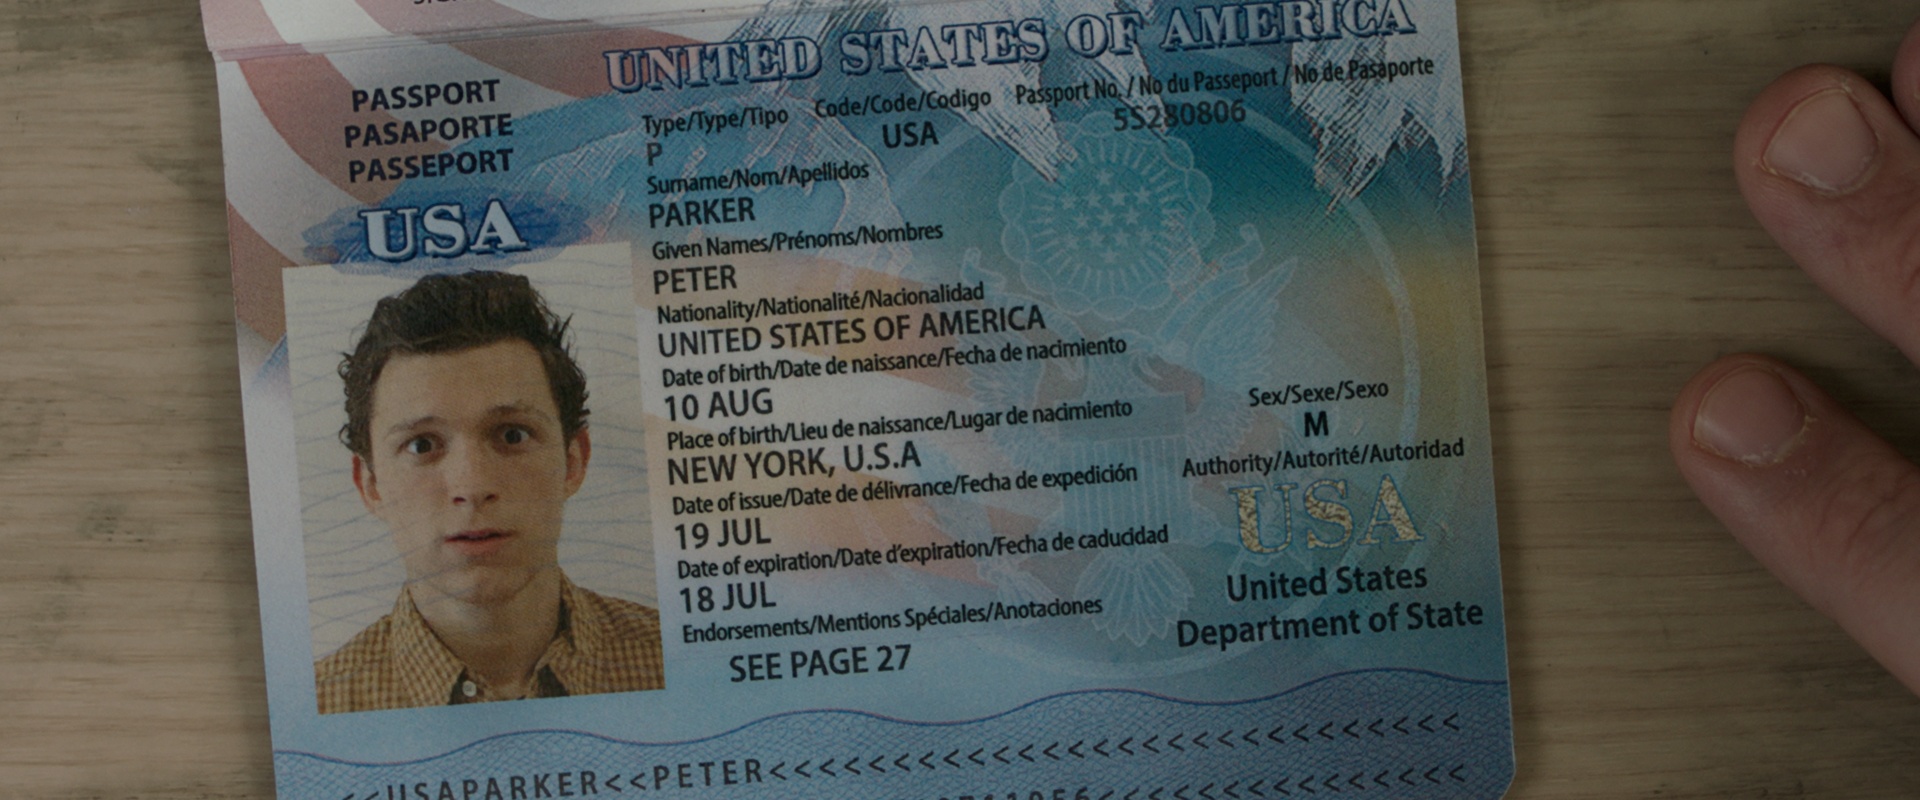 UNITED STATES OF AMERICA
PASSPORT
PASAPORTE
PASSEPORT
USA
Type/Type/Tipo Code/Code/Codigo Passport No. / No du Passeport / No de Pasaporte
P USA 5S280806
Surname/Nom/Apellidos
PARKER
Given Names/Prénoms/Nombres
PETER
Nationality/Nationalité/Nacionalidad
UNITED STATES OF AMERICA
Date of birth/Date de naissance/Fecha de nacimiento
10 AUG
Sex/Sexe/Sexo
M
Place of birth/Lieu de naissance/Lugar de nacimiento
NEW YORK, U.S.A
Authority/Autorité/Autoridad
USA
United States
Department of State
Date of issue/Date de délivrance/Fecha de expedición
19 JUL
Date of expiration/Date d'expiration/Fecha de caducidad
18 JUL
Endorsements/Mentions Spéciales/Anotaciones
SEE PAGE 27
<<USAPARKER<<PETER<<<<<<<<<<<<<<<<<<<<<<<<<<<<